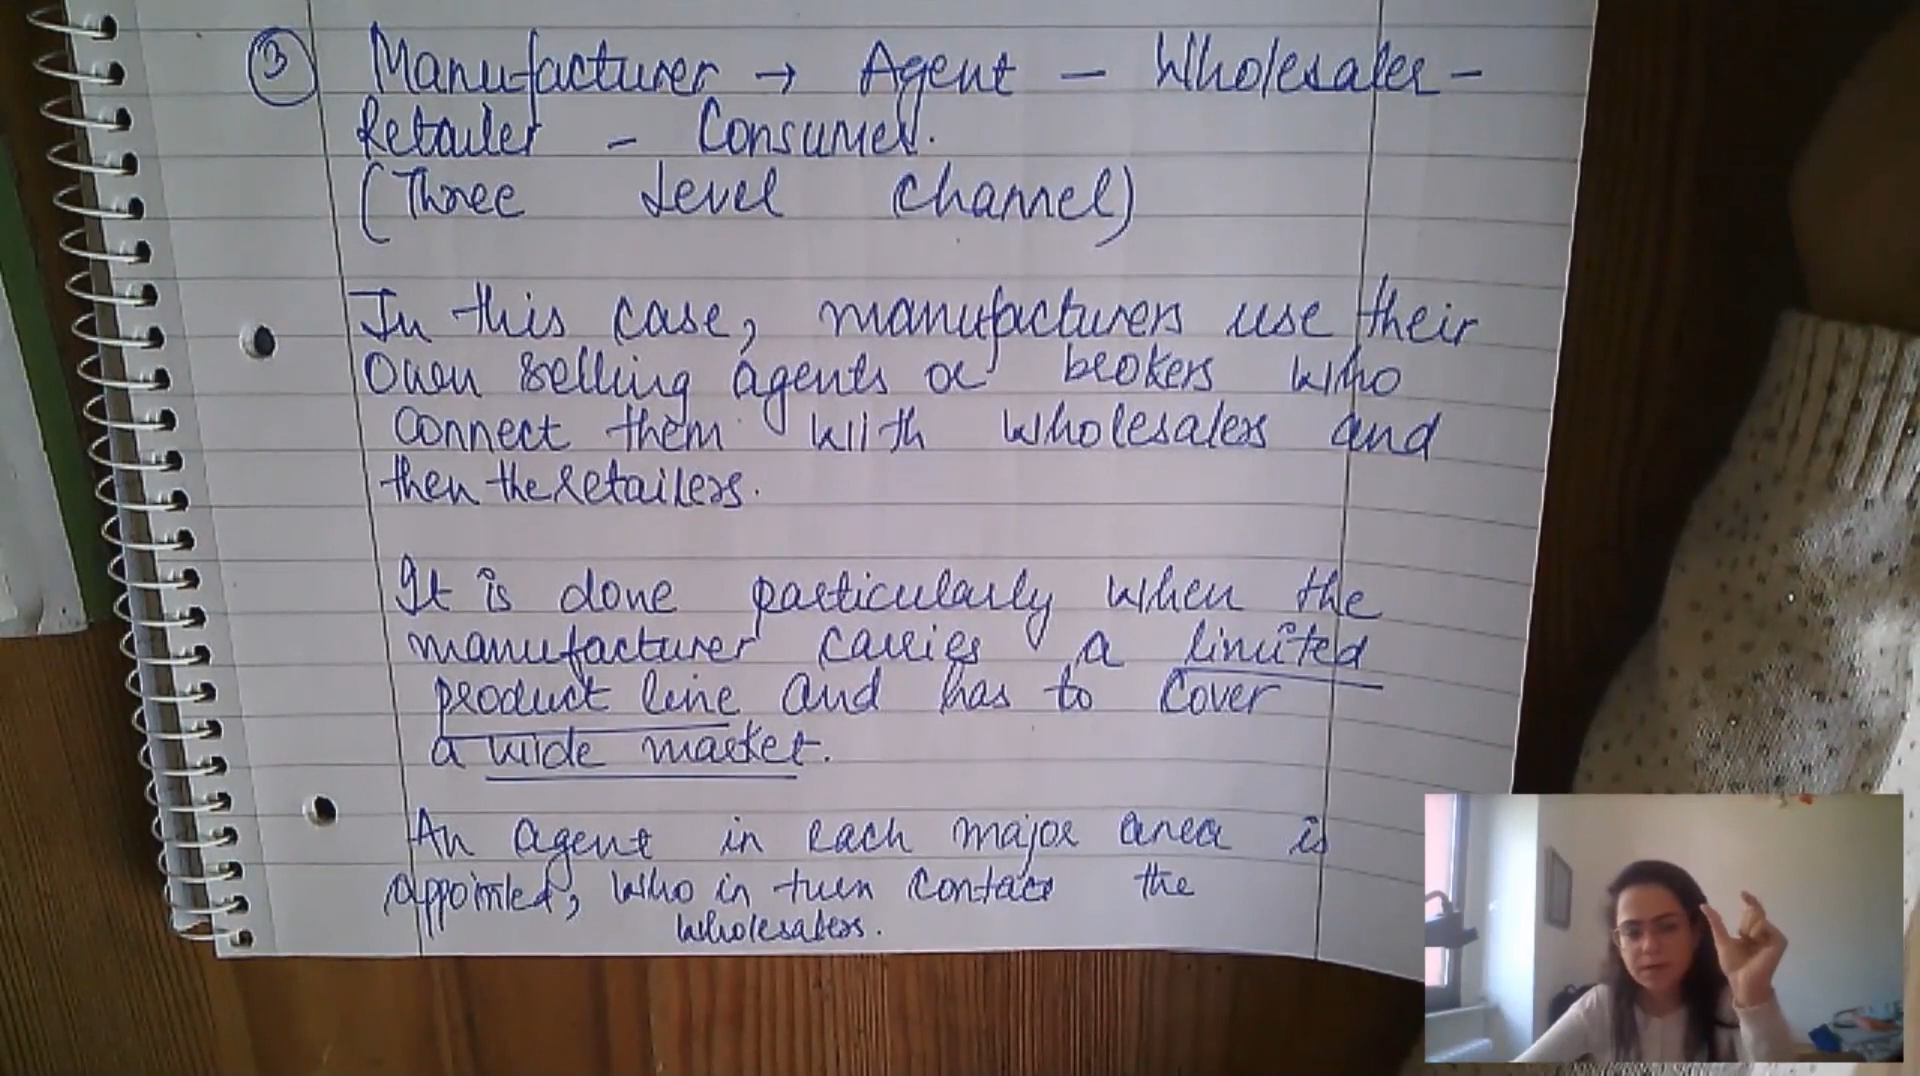 ③ Manufacturer → Agent – Wholesaler –
Retailer – Consumer.
(Three Level Channel)
In this case, manufacturers use their
own selling agents or brokers who
connect them with wholesalers and
then the retailers.
It is done particularly when the
manufacturer carries a limited
product line and has to cover
a wide market.
An agent in each major area is
appointed, who in turn contact the
wholesalers.